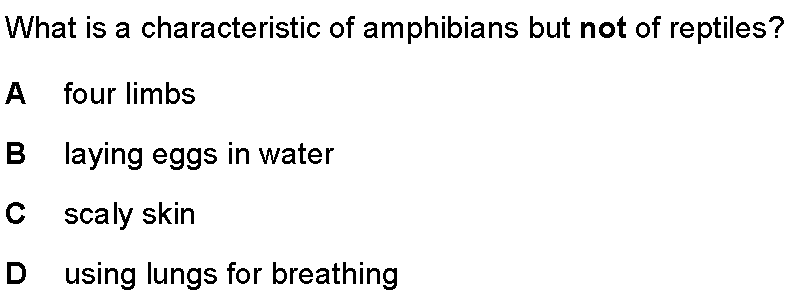 What is a characteristic of amphibians but not of reptiles?
A four limbs
B laying eggs in water
C scaly skin
D using lungs for breathing